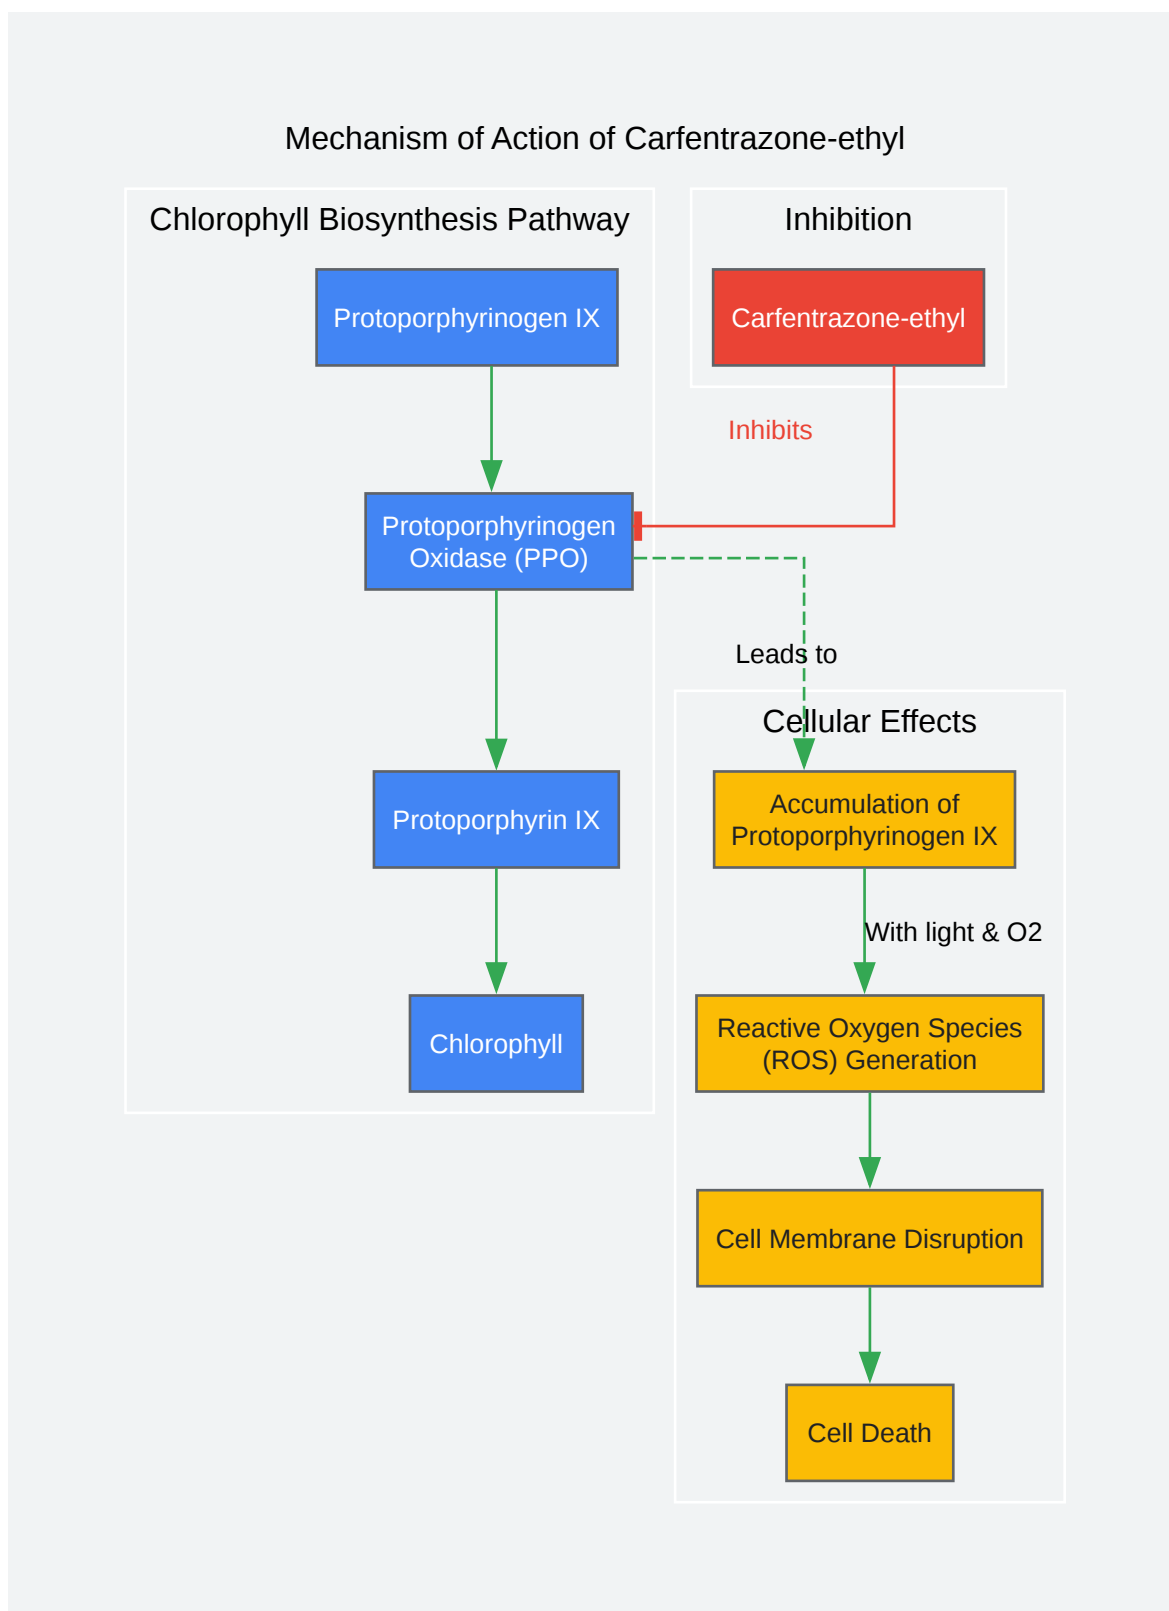 Mechanism of Action of Carfentrazone-ethyl
Chlorophyll Biosynthesis Pathway
Protoporphyrinogen IX
Protoporphyrinogen
Oxidase (PPO)
Protoporphyrin IX
Chlorophyll
Inhibition
Carfentrazone-ethyl
Inhibits
Leads to
Cellular Effects
Accumulation of
Protoporphyrinogen IX
With light & O2
Reactive Oxygen Species
(ROS) Generation
Cell Membrane Disruption
Cell Death